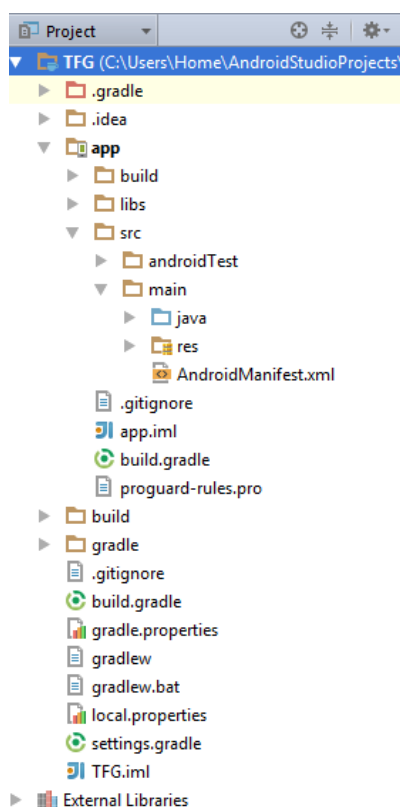 Project
TFG (C:\Users\Home\AndroidStudioProjects\
.gradle
.idea
app
build
libs
src
androidTest
main
java
res
AndroidManifest.xml
.gitignore
app.iml
build.gradle
proguard-rules.pro
build
gradle
.gitignore
build.gradle
gradle.properties
gradlew
gradlew.bat
local.properties
settings.gradle
TFG.iml
External Libraries